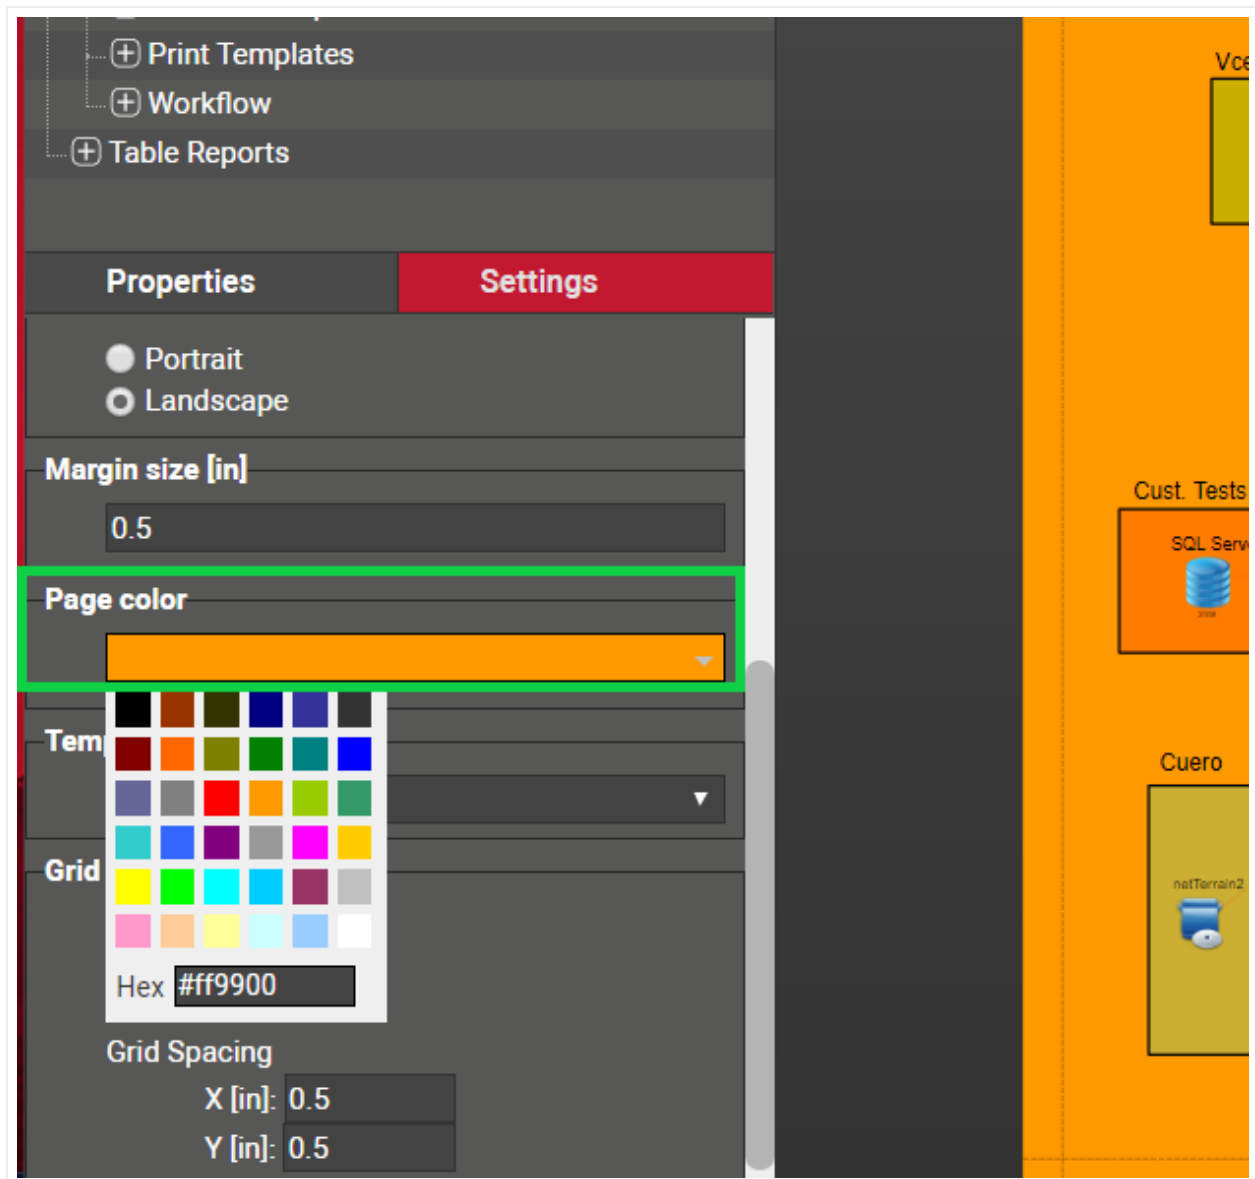 Print Templates
Workflow
Table Reports
Properties Settings
Portrait
Landscape
Margin size [in]
0.5
Page color
Grid
Hex #ff9900
Grid Spacing
X [in]: 0.5
Y [in]: 0.5
Cust. Tests
SQL
Cuero
netTerrain2